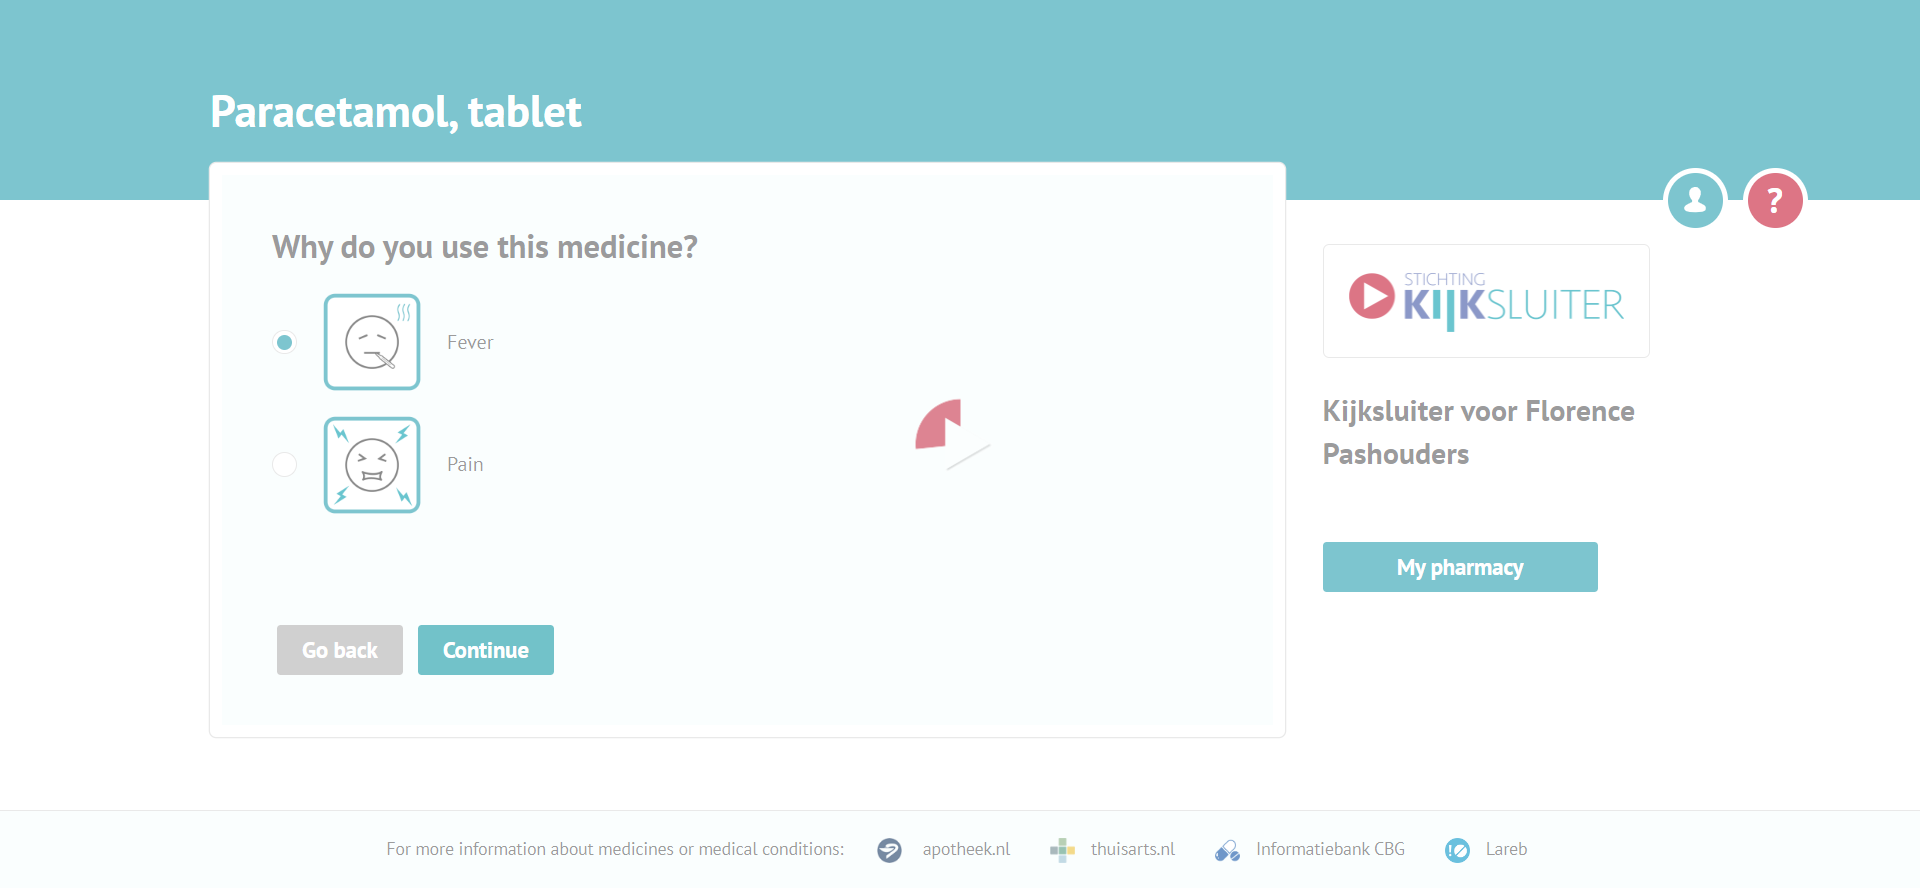 Paracetamol, tablet
?
Why do you use this medicine?
Fever
Pain
Go back
Continue
STICHTING
KIJKSLUITER
Kijksluiter voor Florence
Pashouders
My pharmacy
For more information about medicines or medical conditions:
apotheek.nl
thuisarts.nl
Informatiebank CBG
Lareb